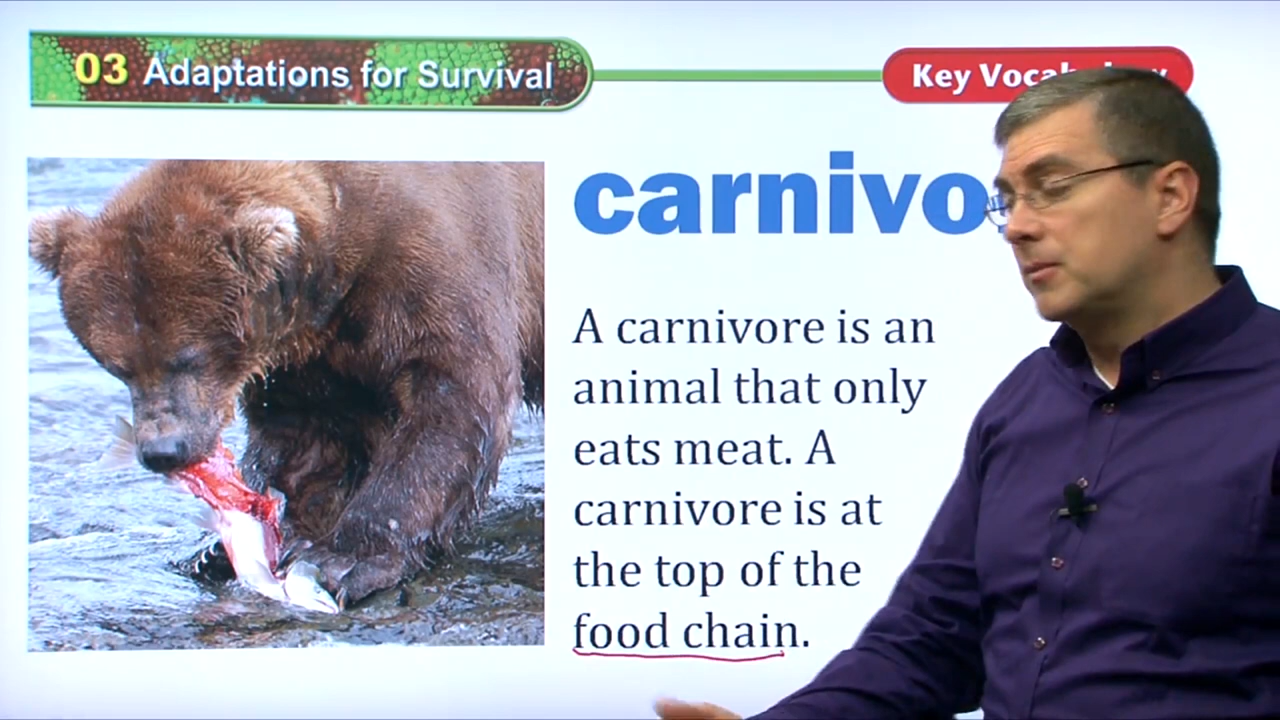 03 Adaptations for Survival
Key
carnivo
A carnivore is an
animal that only
eats meat. A
carnivore is at
the top of the
food chain.